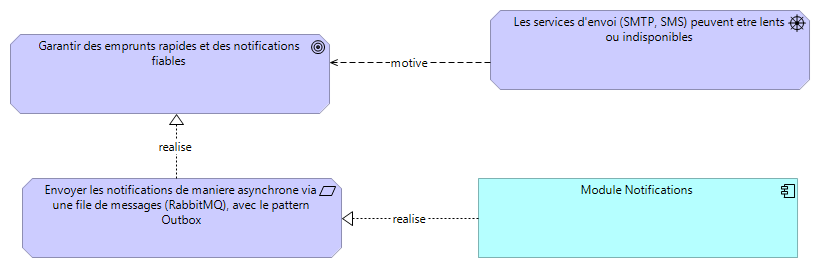 Garantir des emprunts rapides et des notifications
fiables
Les services d'envoi (SMTP, SMS) peuvent etre lents
ou indisponibles
motive
realise
Envoyer les notifications de maniere asynchrone via
une file de messages (RabbitMQ), avec le pattern
Outbox
realise
Module Notifications